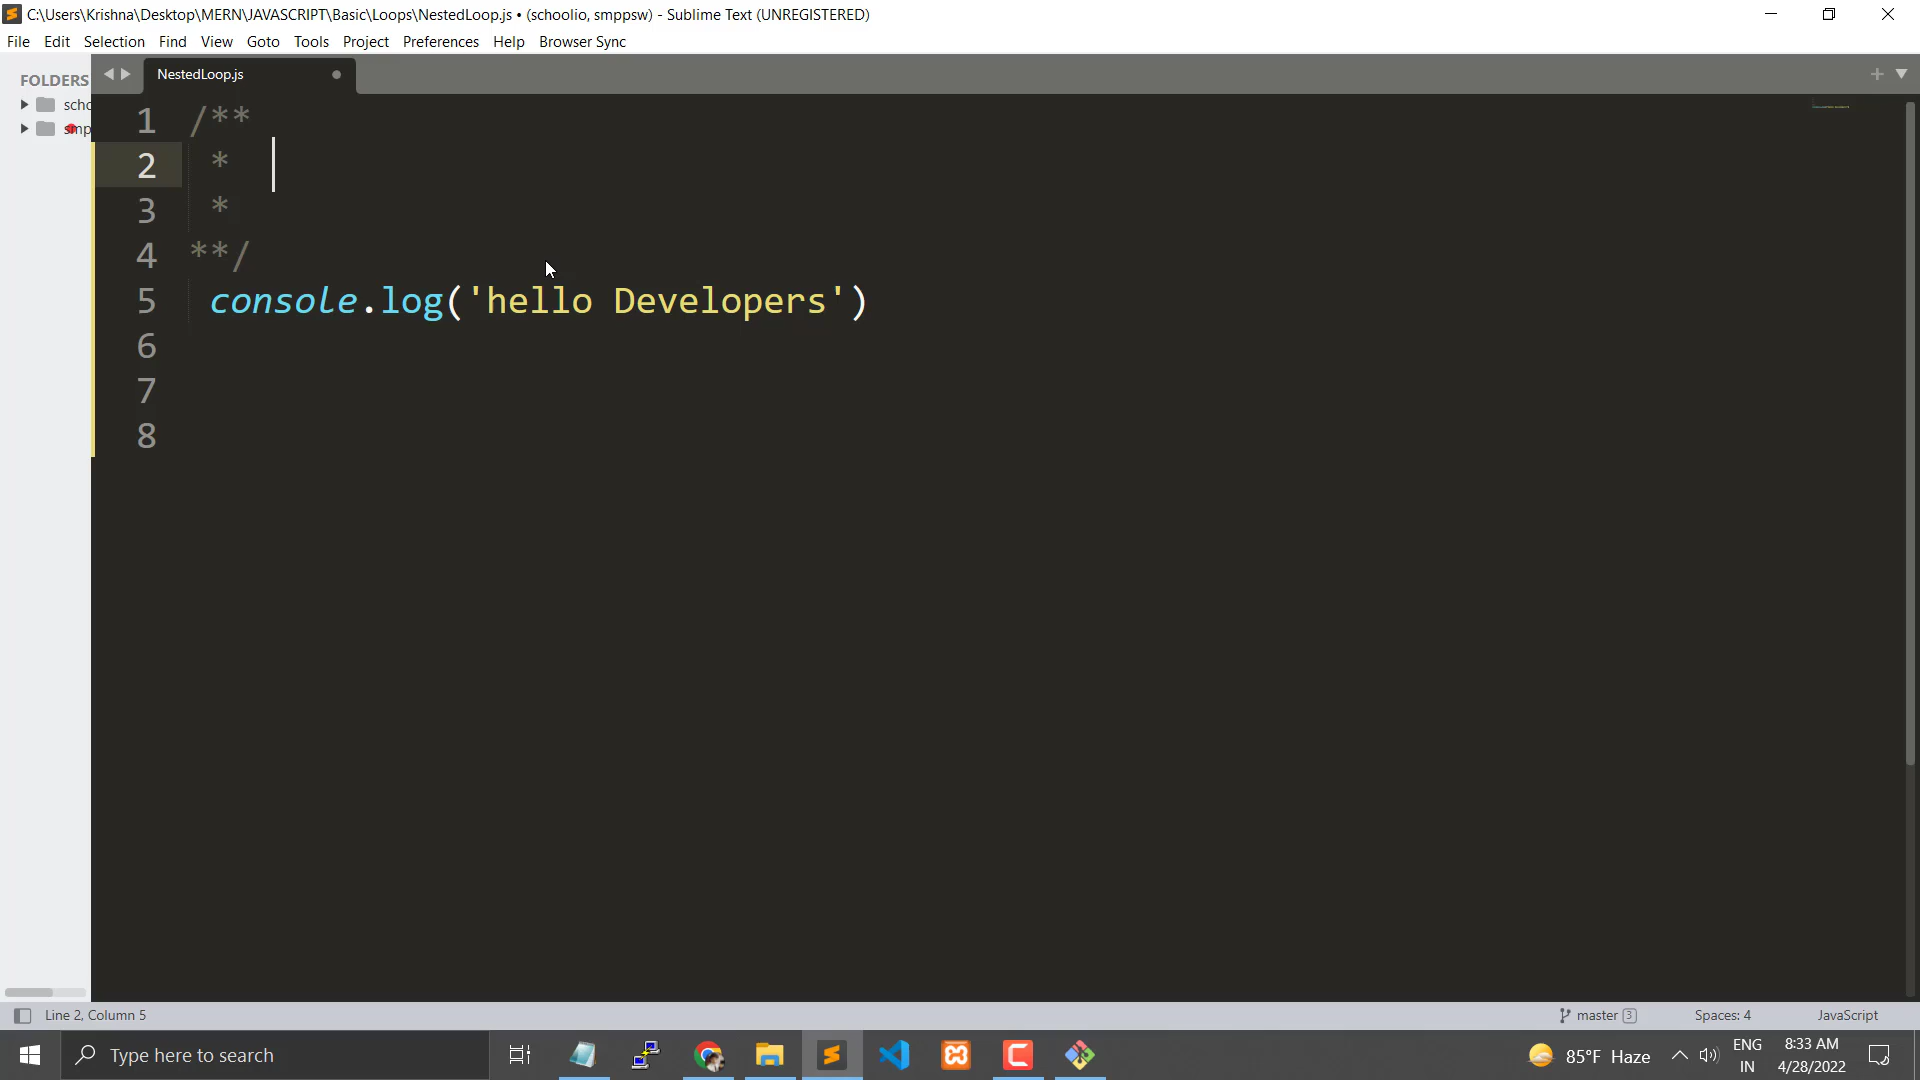 C:\Users\Krishna\Desktop\MERN\JAVASCRIPT\Basic\Loops\NestedLoop.js • (schoolio, smppsw) - Sublime Text (UNREGISTERED)
File Edit Selection Find View Goto Tools Project Preferences Help Browser Sync
FOLDERS
scho
smp
NestedLoop.js
1 /**
2 *
3 *
4 **/
5 console.log('hello Developers')
6
7
8
Line 2, Column 5
master 3
Spaces: 4
JavaScript
Type here to search
85°F Haze
ENG
IN
8:33 AM
4/28/2022